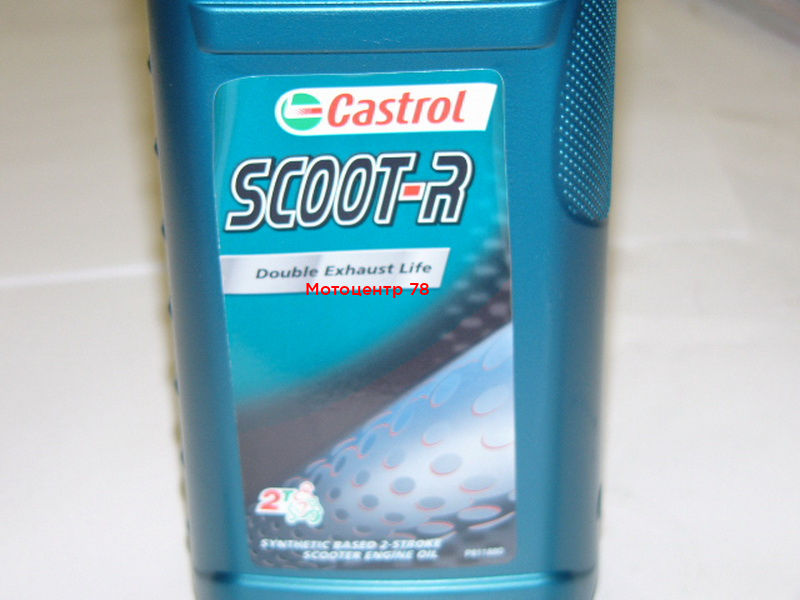 Castrol
SCOOT-R
Double Exhaust Life
Мотоцентр 78
2T
SYNTHETIC BASED 2-STROKE
SCOOTER ENGINE OIL